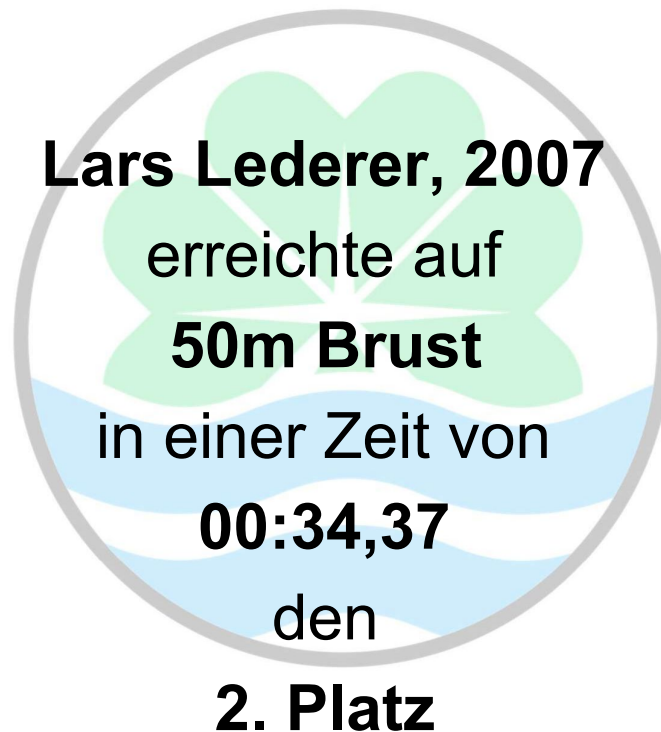 Lars Lederer, 2007
erreichte auf
50m Brust
in einer Zeit von
00:34,37
den
2. Platz